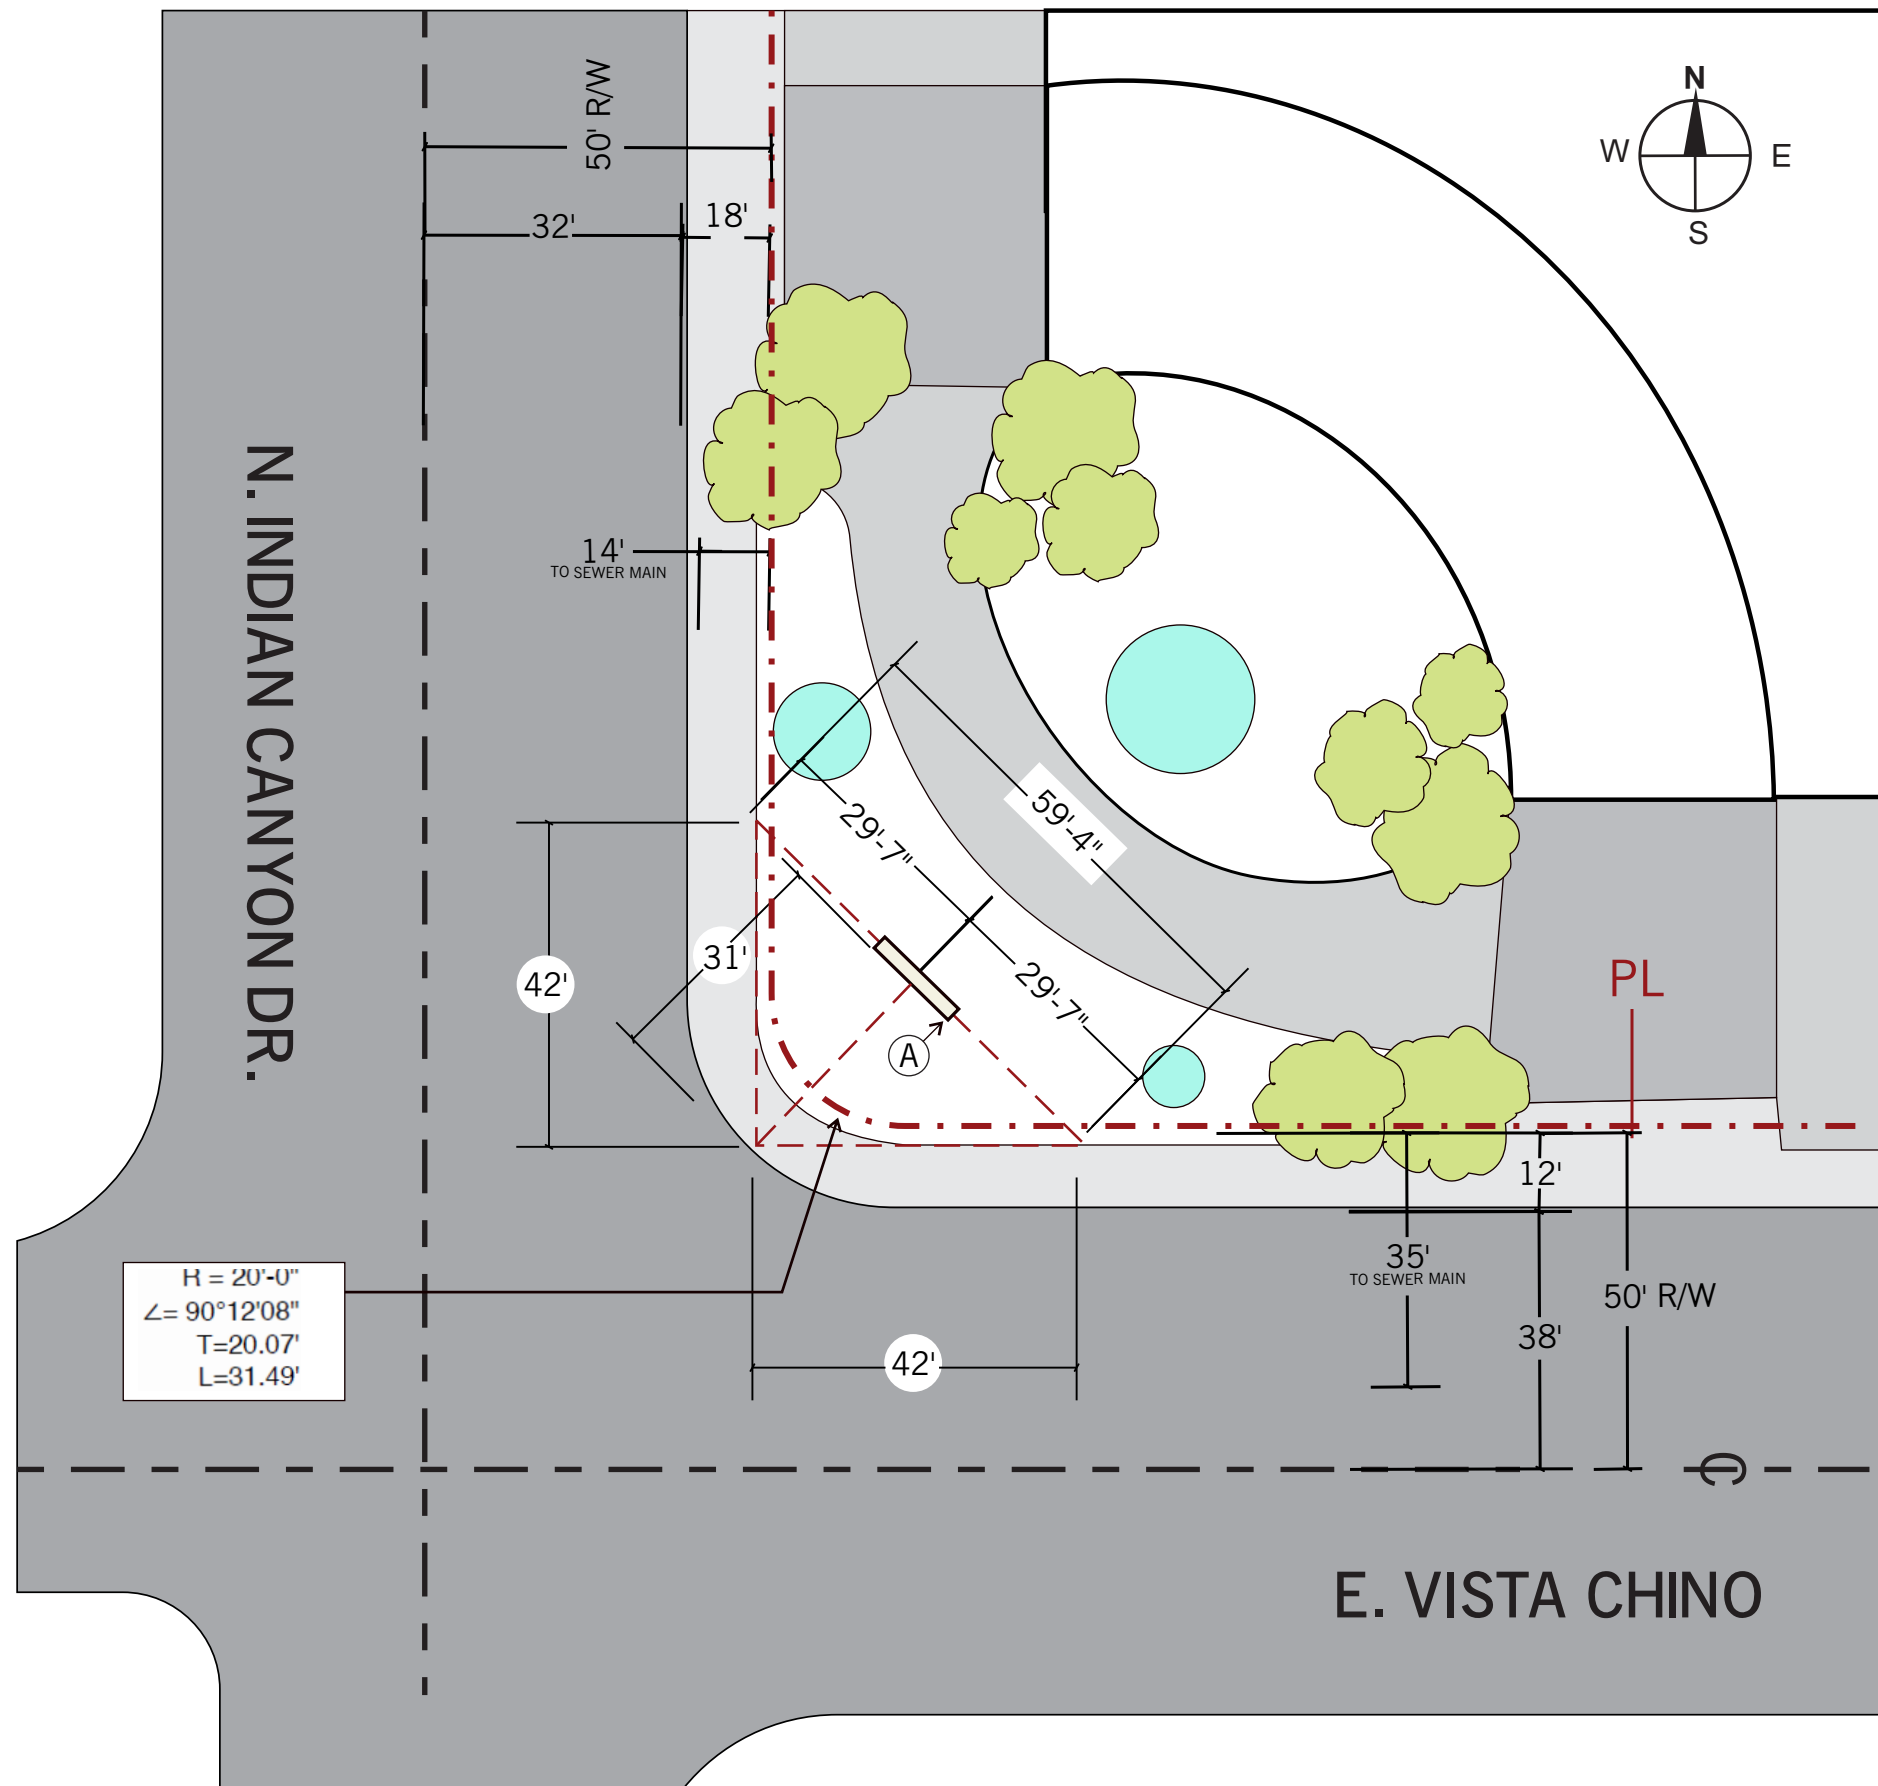 N
W
E
S
50' R/W
32'
18'
14'
TO SEWER MAIN
N. INDIAN CANYON DR.
59'-4"
29'-7"
31'
42'
29'-7"
A
PL
12'
35'
TO SEWER MAIN
50' R/W
38'
R = 20'-0"
∠= 90°12'08"
T=20.07'
L=31.49'
42'
C
E. VISTA CHINO